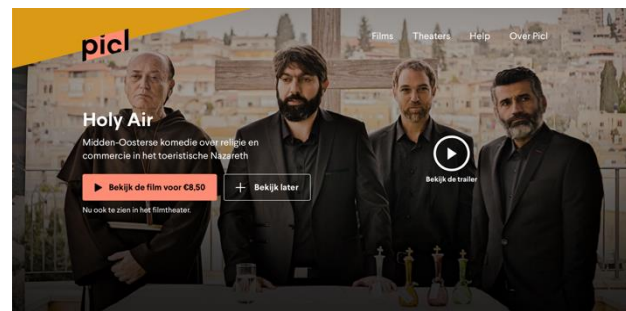 picl
Films Theaters Help Over Picl
Holy Air
Midden-Oosterse komedie over religie en
commercie in het toeristische Nazareth
Bekijk de trailer
Bekijk de film voor €8,50
Bekijk later
Nu ook te zien in het filmtheater.